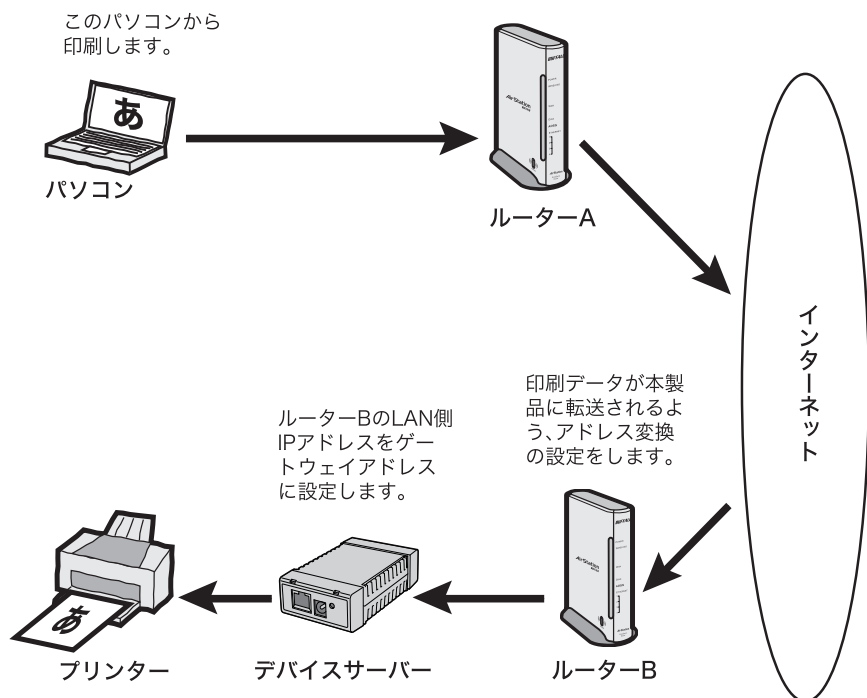 このパソコンから
印刷します。
あ
パソコン
BUFFALO
AirStation
ルーターA
インターネット
印刷データが本製
品に転送されるよ
う、アドレス変換
の設定をします。
ルーターBのLAN側
IPアドレスをゲー
トウェイアドレス
に設定します。
BUFFALO
AirStation
あ
プリンター
デバイスサーバー
ルーターB